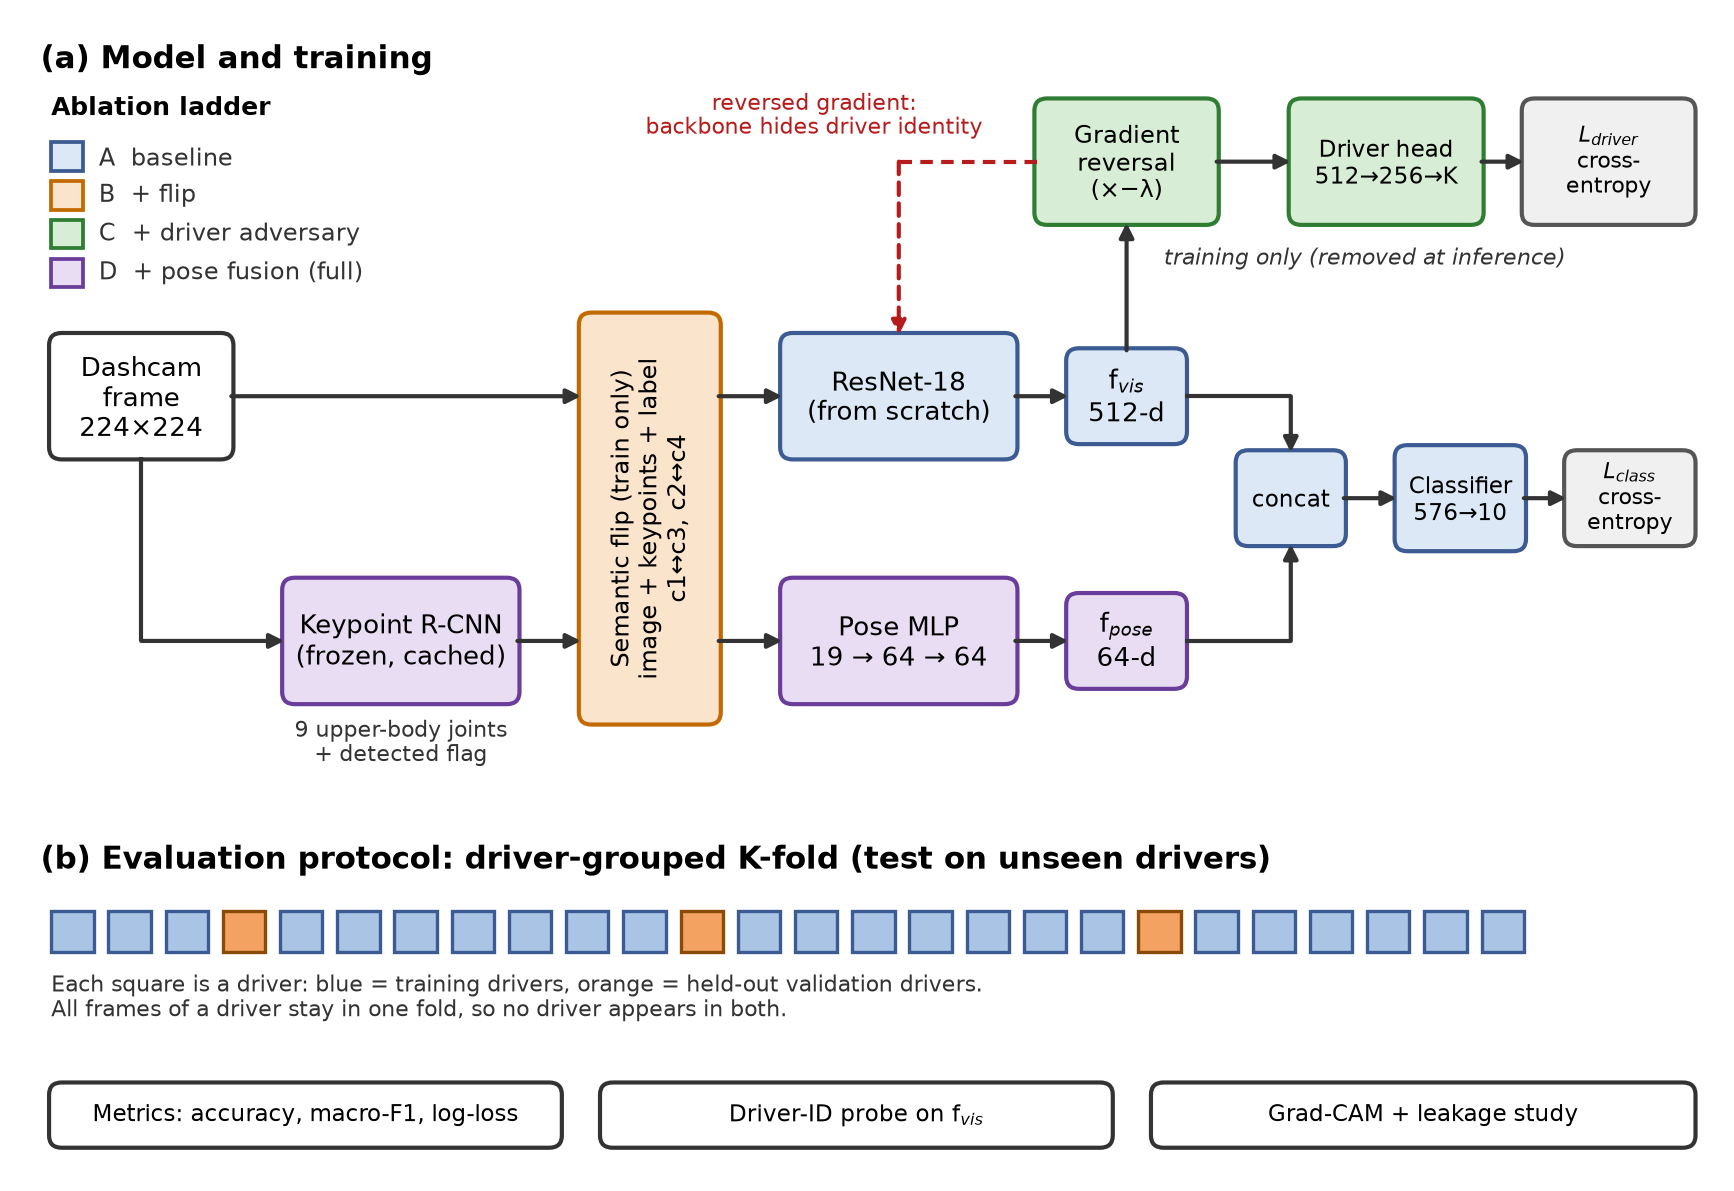 (a) Model and training
Ablation ladder
A baseline
B + flip
C + driver adversary
D + pose fusion (full)
reversed gradient:
backbone hides driver identity
Gradient
reversal
(×−λ)
Driver head
512→256→K
L_driver
cross-
entropy
training only (removed at inference)
Dashcam
frame
224×224
Semantic flip (train only)
image + keypoints + label
c1↔c3, c2↔c4
ResNet-18
(from scratch)
f_vis
512-d
concat
Classifier
576→10
L_class
cross-
entropy
Keypoint R-CNN
(frozen, cached)
9 upper-body joints
+ detected flag
Pose MLP
19 → 64 → 64
f_pose
64-d
(b) Evaluation protocol: driver-grouped K-fold (test on unseen drivers)
Each square is a driver: blue = training drivers, orange = held-out validation drivers.
All frames of a driver stay in one fold, so no driver appears in both.
Metrics: accuracy, macro-F1, log-loss
Driver-ID probe on f_vis
Grad-CAM + leakage study